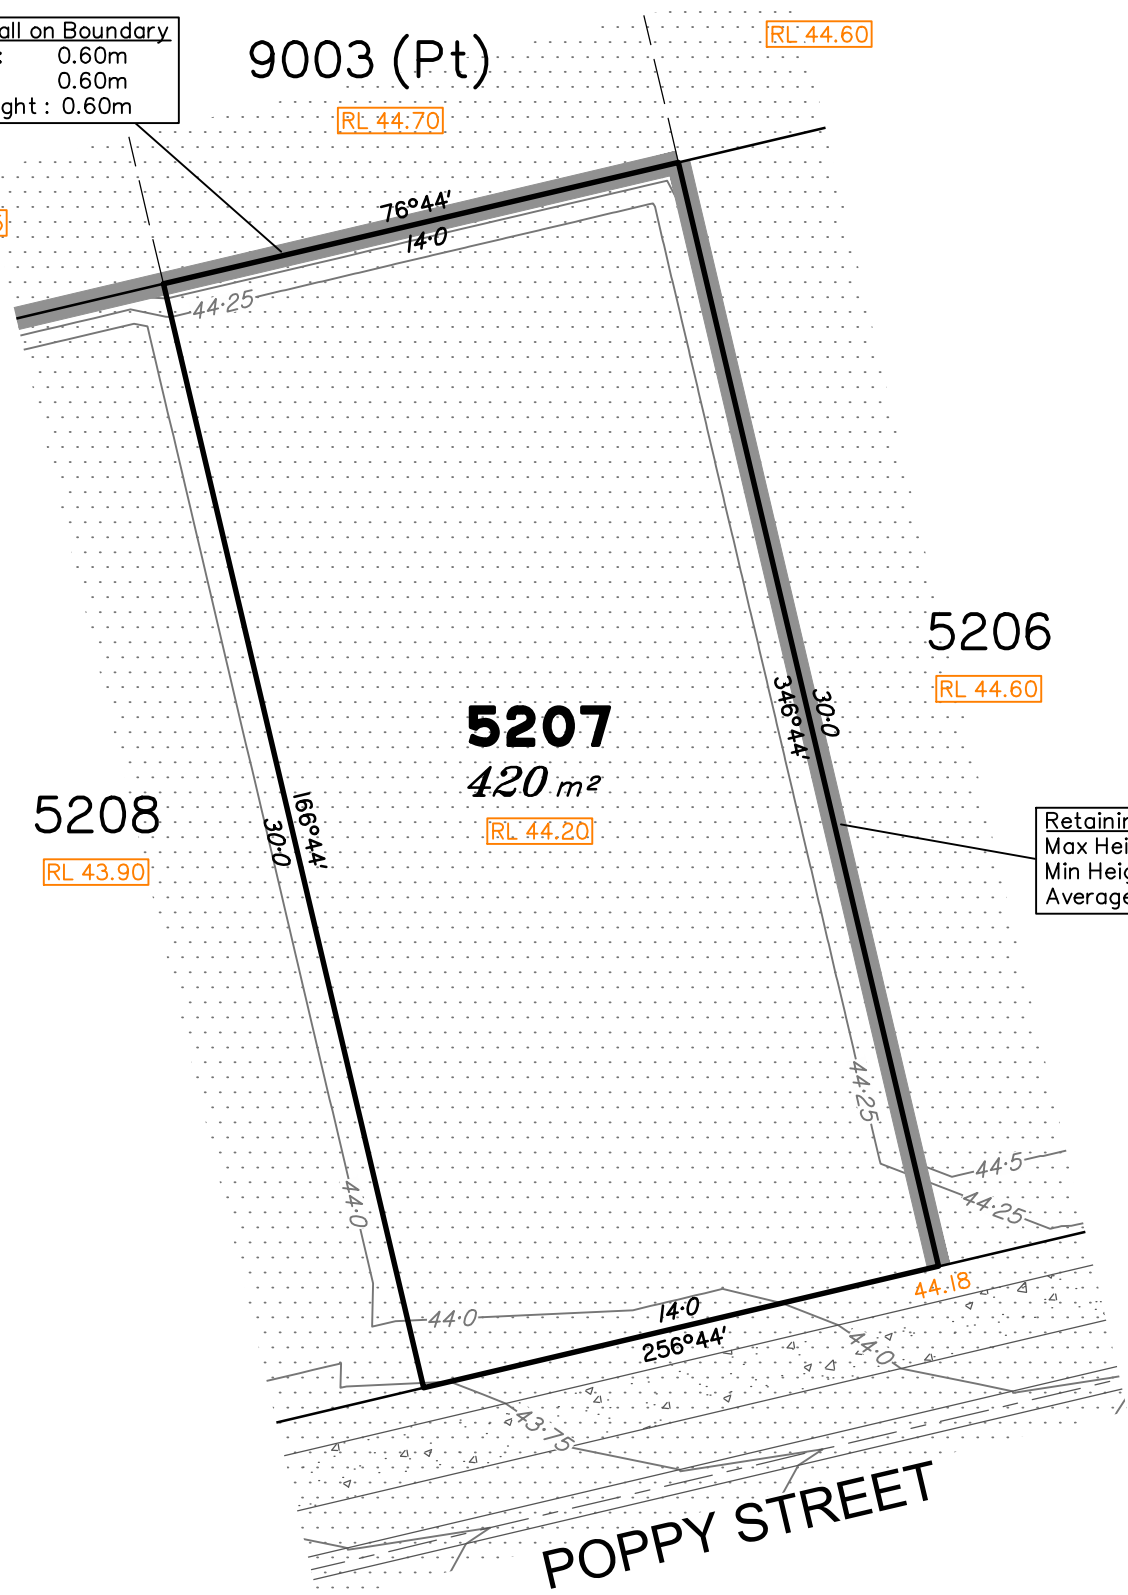 all on Boundary
: 0.60m
0.60m
ght : 0.60m
9003 (Pt)
RL 44.60
RL 44.70
76°44'
14·0
44·25
5206
RL 44.60
346°44'
30·0
5207
420 m²
RL 44.20
5208
RL 43.90
166°44'
30·0
Retainin
Max Hei
Min Heig
Average
44·25
44·5
44·25
44·0
44·0
44.18
14·0
256°44'
44·0
43·75
POPPY STREET